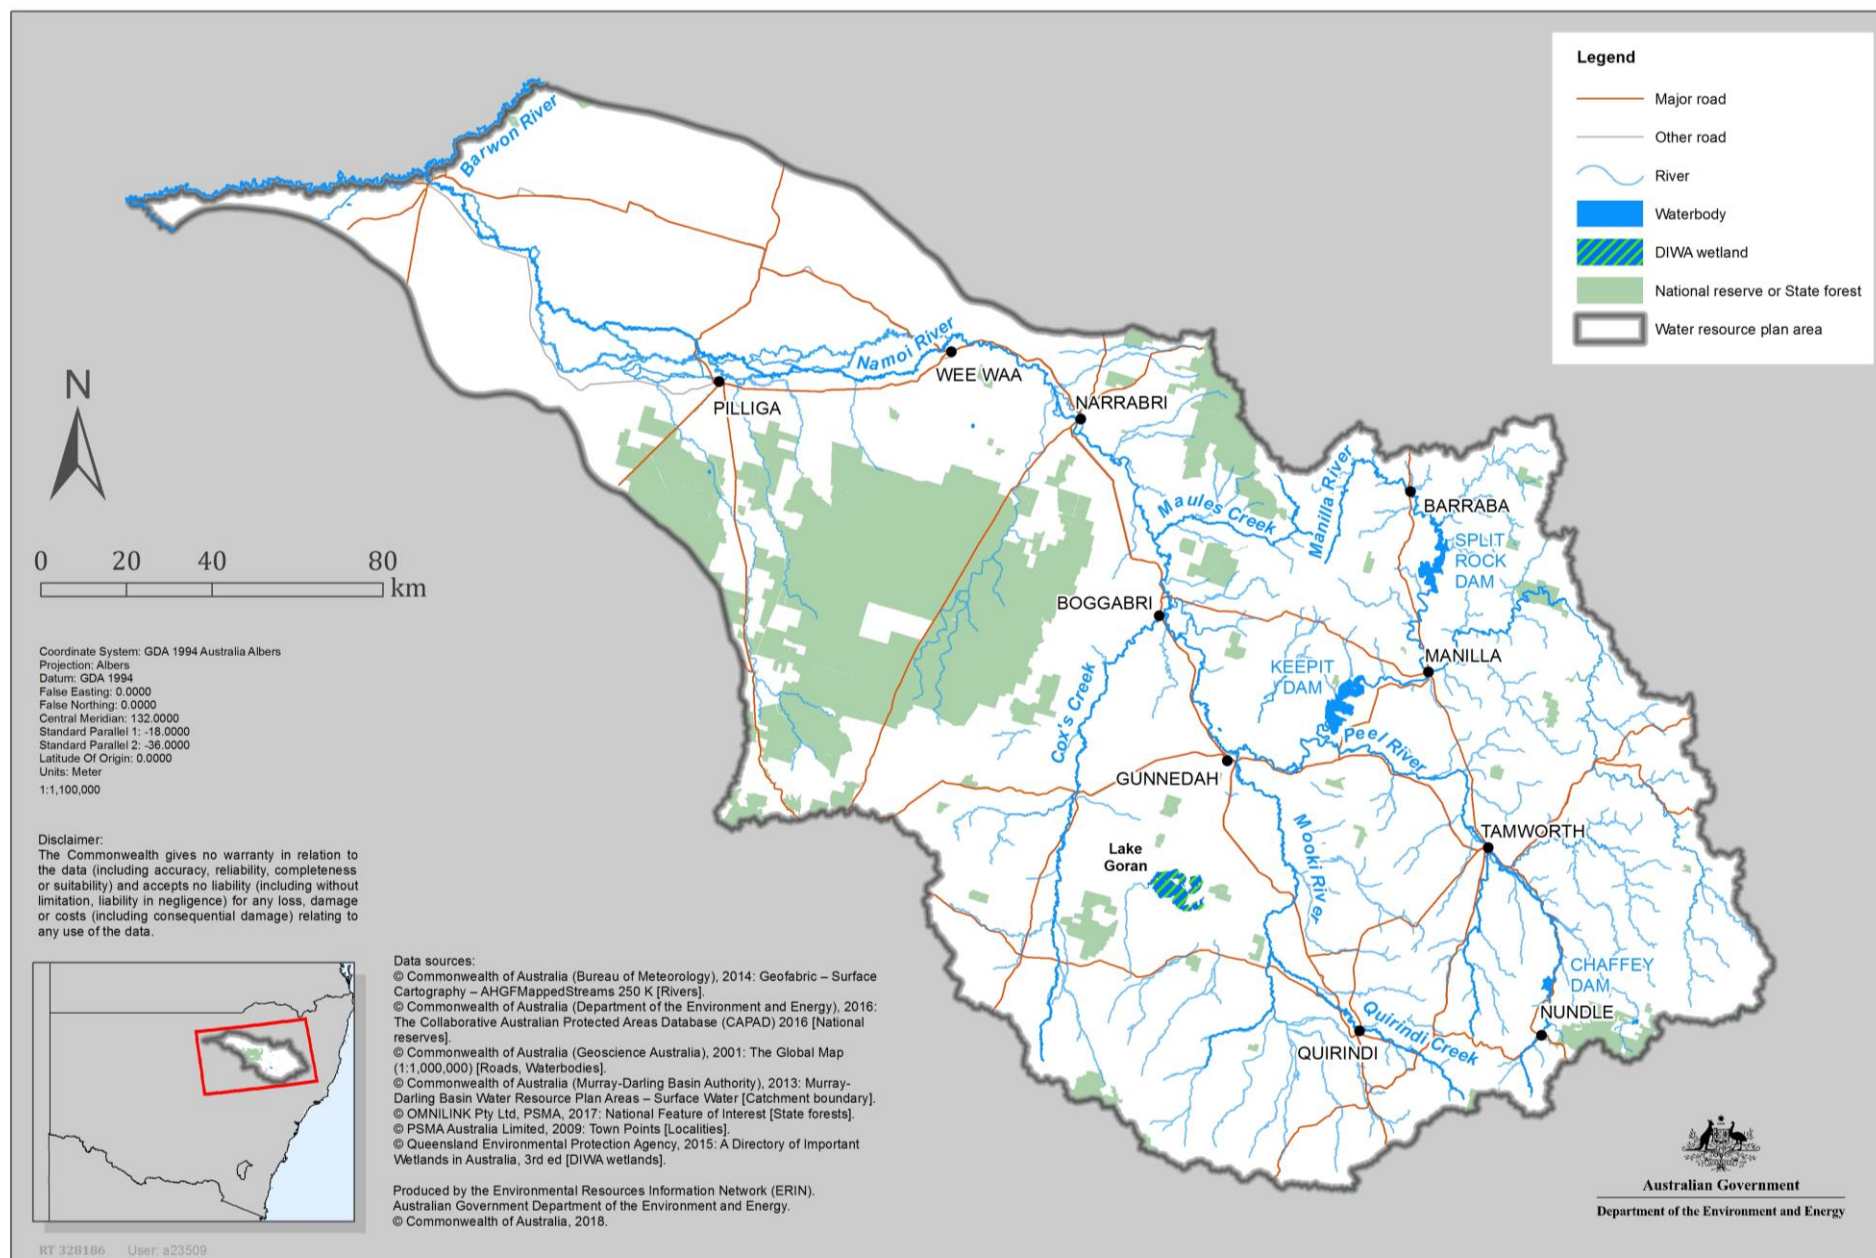 Legend
Major road
Other road
River
Waterbody
DIWA wetland
National reserve or State forest
Water resource plan area
Barwon River
Namoi River
WEE WAA
PILLIGA
NARRABRI
Maules Creek
Manilla River
BARRABA
SPLIT
ROCK
DAM
BOGGABRI
MANILLA
KEEPIT
DAM
Cox's Creek
Peel River
GUNNEDAH
Mooki River
TAMWORTH
Lake
Goran
CHAFFEY
DAM
NUNDLE
Quirindi Creek
QUIRINDI
N
0 20 40 80
km
Coordinate System: GDA 1994 Australia Albers
Projection: Albers
Datum: GDA 1994
False Easting: 0.0000
False Northing: 0.0000
Central Meridian: 132.0000
Standard Parallel 1: -18.0000
Standard Parallel 2: -36.0000
Latitude Of Origin: 0.0000
Units: Meter
1:1,100,000
Disclaimer:
The Commonwealth gives no warranty in relation to
the data (including accuracy, reliability, completeness
or suitability) and accepts no liability (including without
limitation, liability in negligence) for any loss, damage
or costs (including consequential damage) relating to
any use of the data.
Data sources:
© Commonwealth of Australia (Bureau of Meteorology), 2014: Geofabric – Surface
Cartography – AHGFMappedStreams 250 K [Rivers].
© Commonwealth of Australia (Department of the Environment and Energy), 2016:
The Collaborative Australian Protected Areas Database (CAPAD) 2016 [National
reserves].
© Commonwealth of Australia (Geoscience Australia), 2001: The Global Map
(1:1,000,000) [Roads, Waterbodies].
© Commonwealth of Australia (Murray-Darling Basin Authority), 2013: Murray-
Darling Basin Water Resource Plan Areas – Surface Water [Catchment boundary].
© OMNILINK Pty Ltd, PSMA, 2017: National Feature of Interest [State forests].
© PSMA Australia Limited, 2009: Town Points [Localities].
© Queensland Environmental Protection Agency, 2015: A Directory of Important
Wetlands in Australia, 3rd ed [DIWA wetlands].
Produced by the Environmental Resources Information Network (ERIN).
Australian Government Department of the Environment and Energy.
© Commonwealth of Australia, 2018.
Australian Government
Department of the Environment and Energy
RT 328186 User: a23509